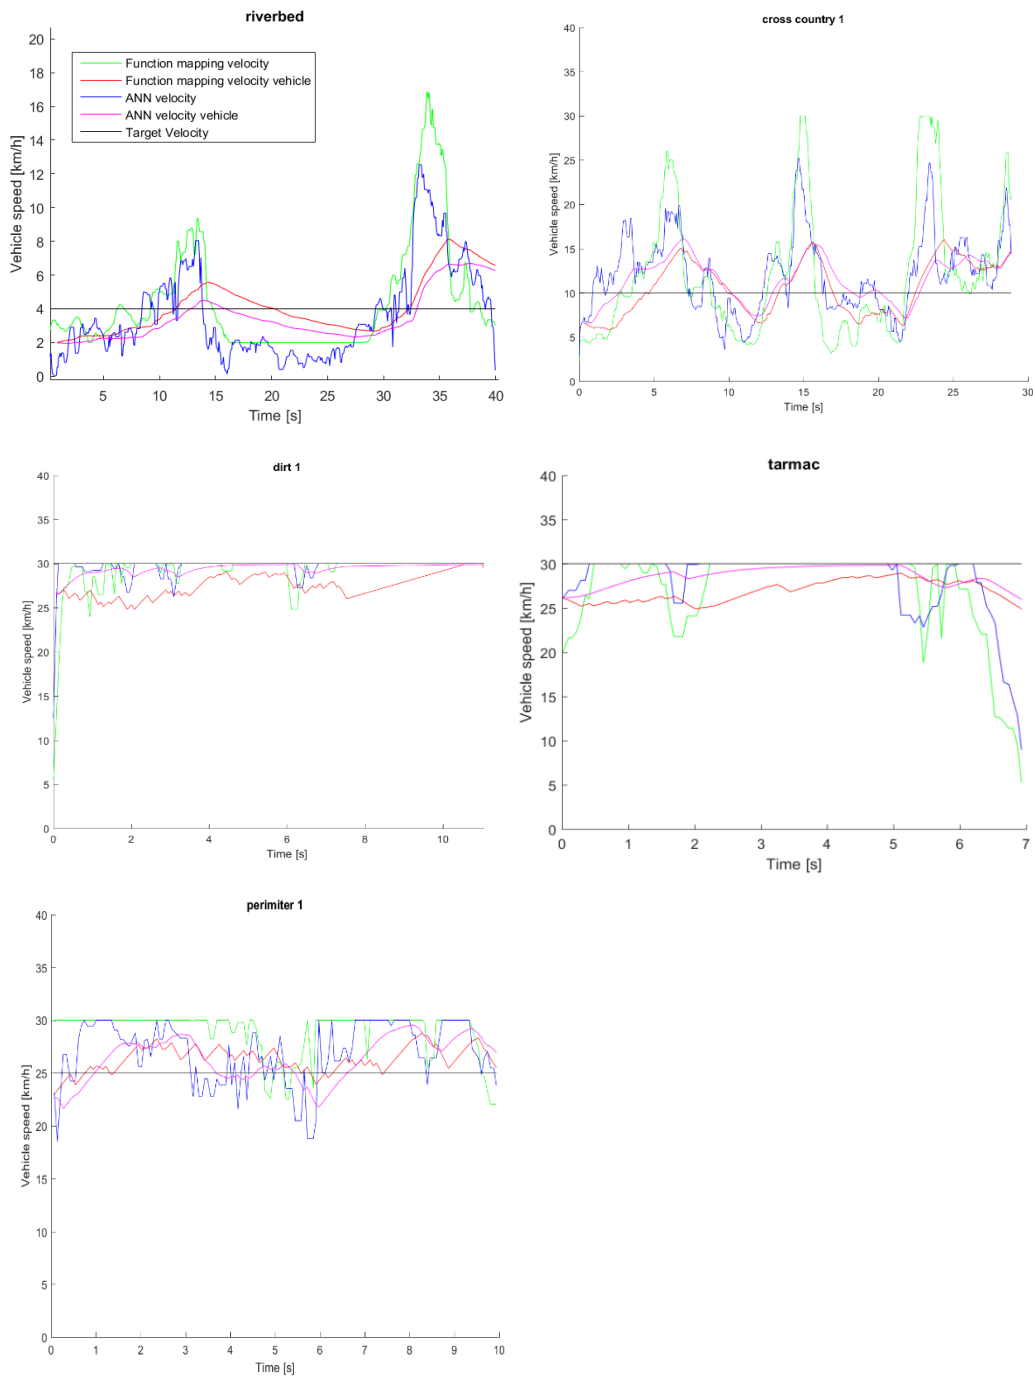 riverbed
20
18
16
14
12
10
8
6
4
2
0
Vehicle speed [km/h]
Function mapping velocity
Function mapping velocity vehicle
ANN velocity
ANN velocity vehicle
Target Velocity
5 10 15 20 25 30 35 40
Time [s]
cross country 1
40
35
30
25
20
15
10
5
0
Vehicle speed [km/h]
0 5 10 15 20 25 30
Time [s]
dirt 1
40
35
30
25
20
15
10
5
0
Vehicle speed [km/h]
0 2 4 6 8 10
Time [s]
tarmac
40
35
30
25
20
15
10
5
0
Vehicle speed [km/h]
0 1 2 3 4 5 6 7
Time [s]
perimiter 1
40
35
30
25
20
15
10
5
0
Vehicle speed [km/h]
0 1 2 3 4 5 6 7 8 9 10
Time [s]